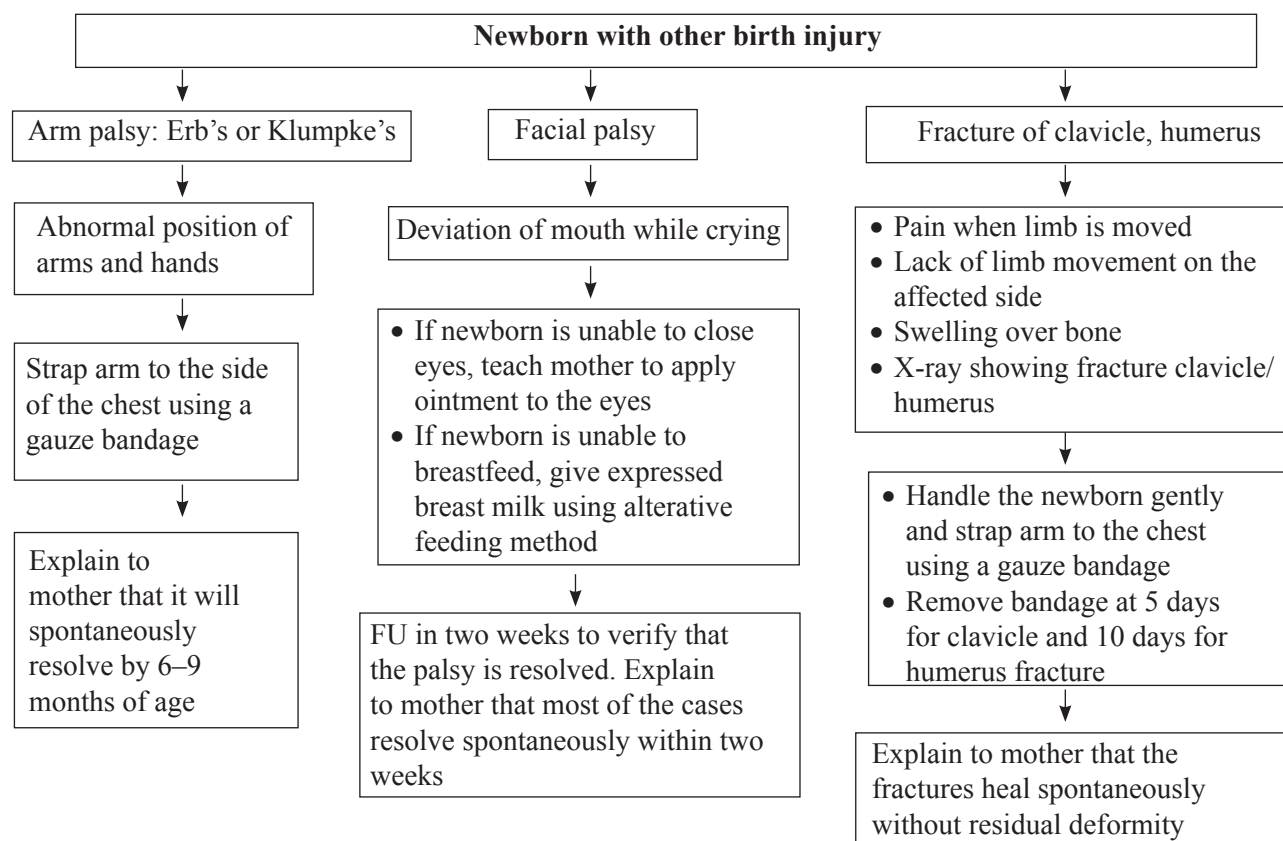 Newborn with other birth injury
Arm palsy: Erb’s or Klumpke’s
Abnormal position of
arms and hands
Strap arm to the side
of the chest using a
gauze bandage
Explain to
mother that it will
spontaneously
resolve by 6–9
months of age
Facial palsy
Deviation of mouth while crying
• If newborn is unable to close
eyes, teach mother to apply
ointment to the eyes
• If newborn is unable to
breastfeed, give expressed
breast milk using alterative
feeding method
FU in two weeks to verify that
the palsy is resolved. Explain
to mother that most of the cases
resolve spontaneously within two
weeks
Fracture of clavicle, humerus
• Pain when limb is moved
• Lack of limb movement on the
affected side
• Swelling over bone
• X-ray showing fracture clavicle/
humerus
• Handle the newborn gently
and strap arm to the chest
using a gauze bandage
• Remove bandage at 5 days
for clavicle and 10 days for
humerus fracture
Explain to mother that the
fractures heal spontaneously
without residual deformity